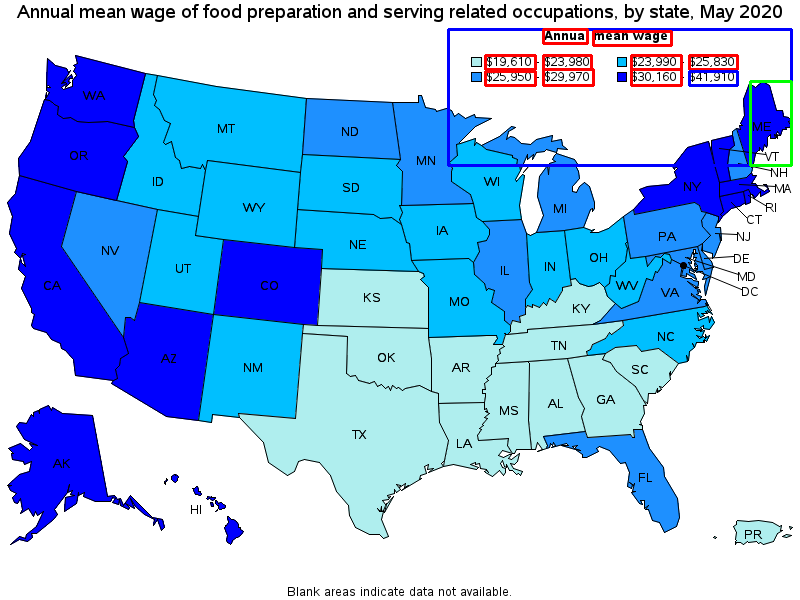 Annual mean wage of food preparation and serving related occupations, by state, May 2020
Annua mean wage
$19,610 - $23,980 $23,990 - $25,830
$25,950 - $29,970 $30,160 - $41,910
WA
ME
MT
ND
VT
OR
MN
NH
ID
SD
WI
NY
MA
WY
MI
RI
CT
IA
PA
NJ
NV
NE
OH
DE
UT
IL
IN
MD
CA
CO
WV
VA
DC
KS
MO
KY
NC
TN
AZ
NM
OK
AR
SC
MS
AL
GA
TX
LA
AK
FL
HI
PR
Blank areas indicate data not available.